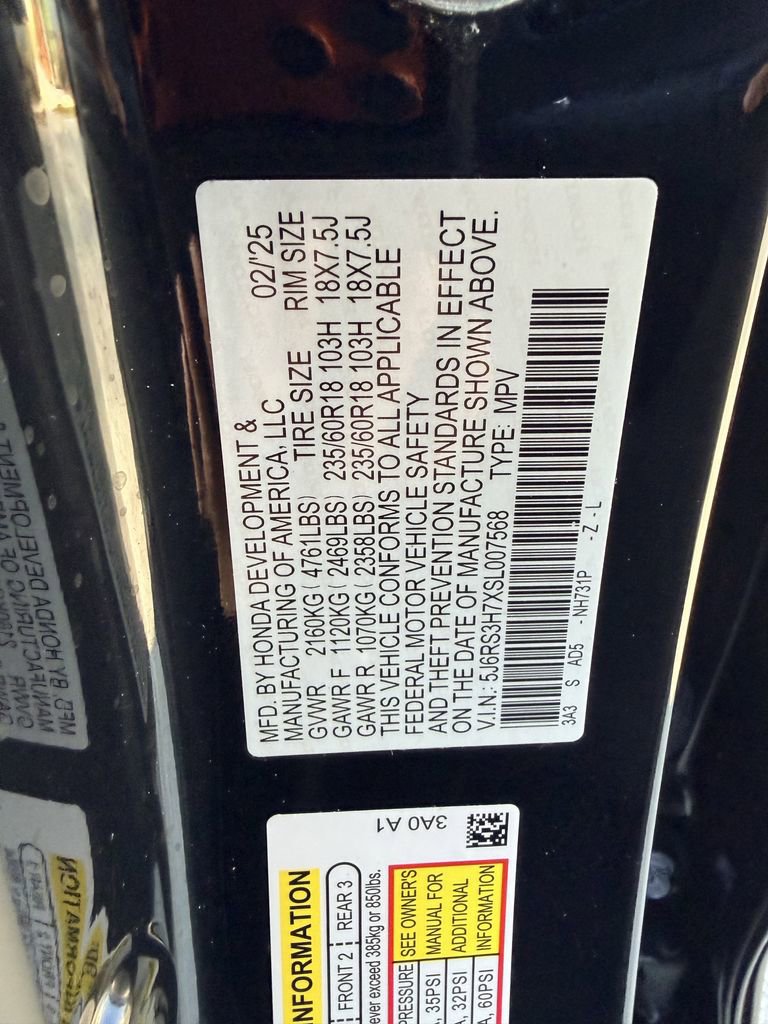 MFD. BY HONDA DEVELOPMENT &
MANUFACTURING OF AMERICA, LLC 02/'25
GVWR 2160KG ( 4761LBS) TIRE SIZE RIM SIZE
GAWR F 1120KG ( 2469LBS) 235/60R18 103H 18X7.5J
GAWR R 1070KG ( 2358LBS) 235/60R18 103H 18X7.5J
THIS VEHICLE CONFORMS TO ALL APPLICABLE
FEDERAL MOTOR VEHICLE SAFETY
AND THEFT PREVENTION STANDARDS IN EFFECT
ON THE DATE OF MANUFACTURE SHOWN ABOVE.
V.I.N.: 5J6RS3H7XSL007568 TYPE: MPV
3A3 S AD5 -NH731P -Z -L
3A0 A1
INFORMATION
FRONT 2 REAR 3
never exceed 385kg or 850lbs.
PRESSURE SEE OWNER'S
35PSI MANUAL FOR
32PSI ADDITIONAL
60PSI INFORMATION